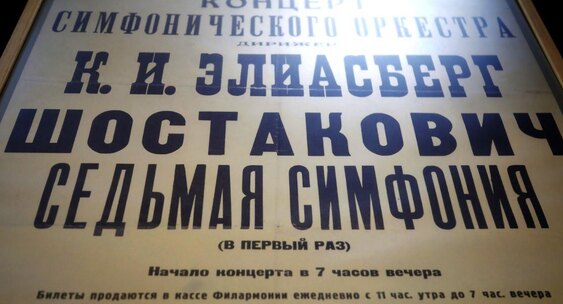 КОНЦЕРТ
СИМФОНИЧЕСКОГО ОРКЕСТРА
ДИРИЖЕР
К. И. ЭЛИАСБЕРГ
ШОСТАКОВИЧ
СЕДЬМАЯ СИМФОНИЯ
(В ПЕРВЫЙ РАЗ)
Начало концерта в 7 часов вечера
Билеты продаются в кассе Филармонии ежедневно с 11 час. утра до 7 час. вечера